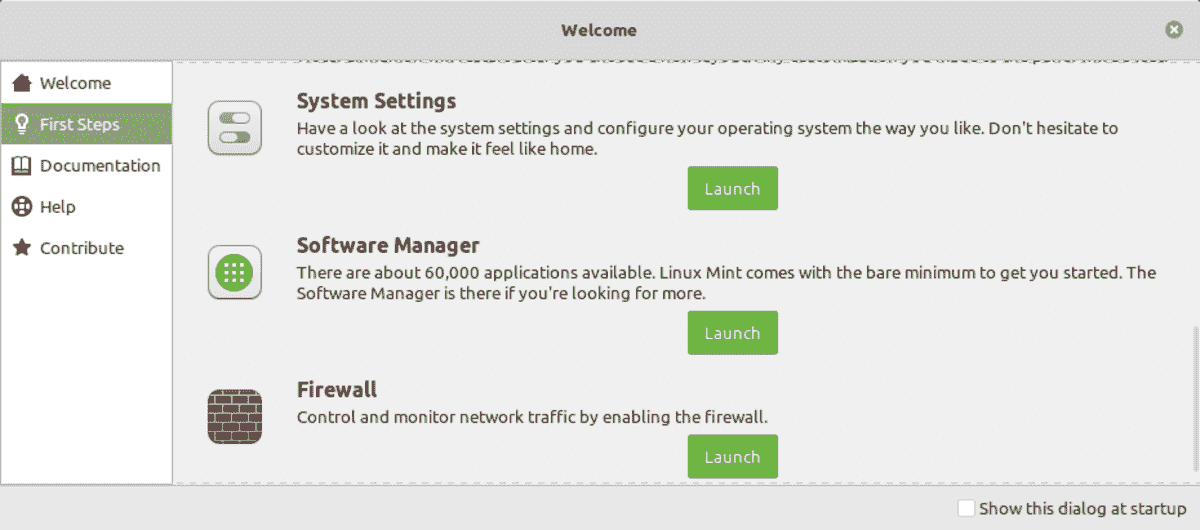 Welcome
Welcome
First Steps
Documentation
Help
Contribute
System Settings
Have a look at the system settings and configure your operating system the way you like. Don't hesitate to
customize it and make it feel like home.
Launch
Software Manager
There are about 60,000 applications available. Linux Mint comes with the bare minimum to get you started. The
Software Manager is there if you're looking for more.
Launch
Firewall
Control and monitor network traffic by enabling the firewall.
Launch
Show this dialog at startup